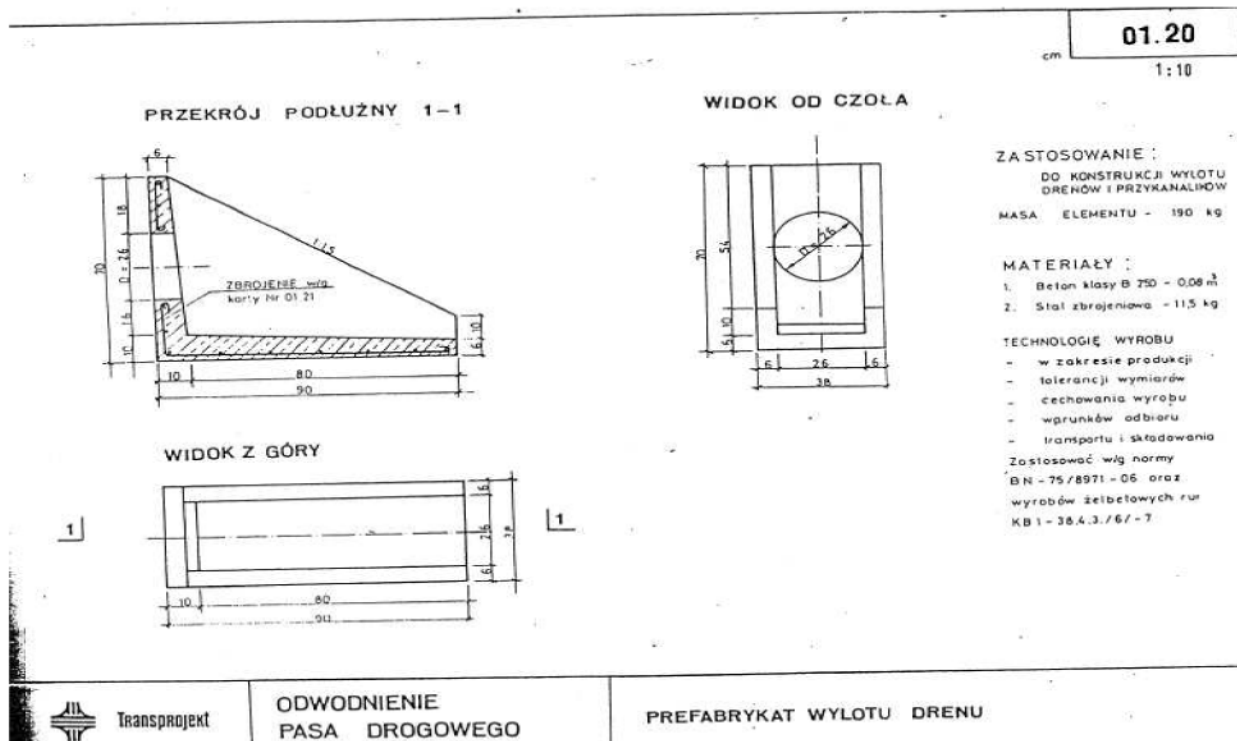 01.20
cm
1:10
PRZEKRÓJ PODŁUŻNY 1-1
6
70
18
D = 26
16
10
1:1,5
ZBROJENIE w/g
karty Nr 01 21
10
6
10 80
90
WIDOK OD CZOŁA
D = 26
70
54
10
6
6 26 6
38
ZASTOSOWANIE :
DO KONSTRUKCJI WYLOTU
DRENÓW I PRZYKANALIKÓW
MASA ELEMENTU - 190 kg
MATERIAŁY :
1. Beton klasy B 250 - 0,08 m³
2. Stal zbrojeniowa - 11,5 kg
TECHNOLOGIĘ WYROBU
- w zakresie produkcji
- tolerancji wymiarów
- cechowania wyrobu
- warunków odbioru
- transportu i składowania
Zastosować w/g normy
BN - 75/8971 - 06 oraz
wyrobów żelbetowych rur
KB 1 - 38.4.3./6/ - 7
WIDOK Z GÓRY
1
1
6
26
6
38
10 80
90
Transprojekt
ODWODNIENIE
PASA DROGOWEGO
PREFABRYKAT WYLOTU DRENU